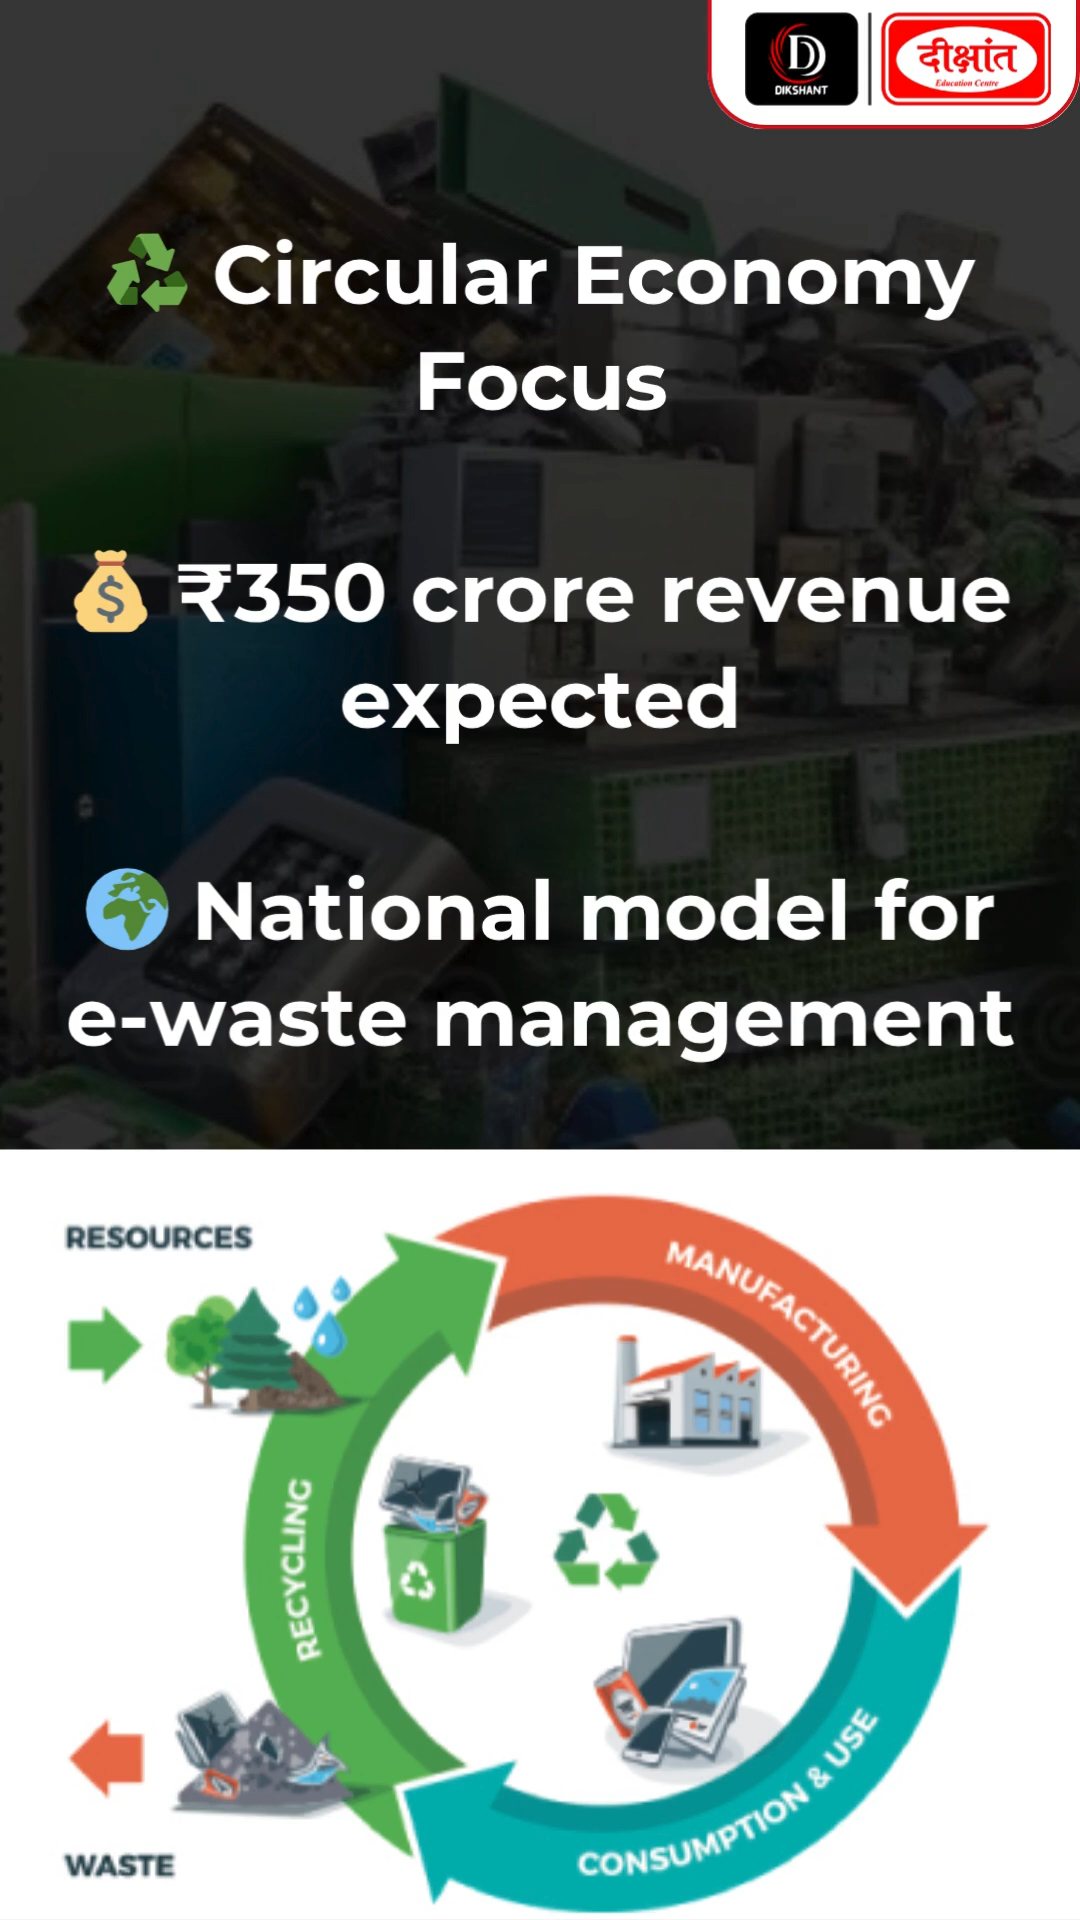 DIKSHANT
दीक्षांत
Education Centre
Circular Economy
Focus
₹350 crore revenue
expected
National model for
e-waste management
RESOURCES
MANUFACTURING
RECYCLING
CONSUMPTION & USE
WASTE